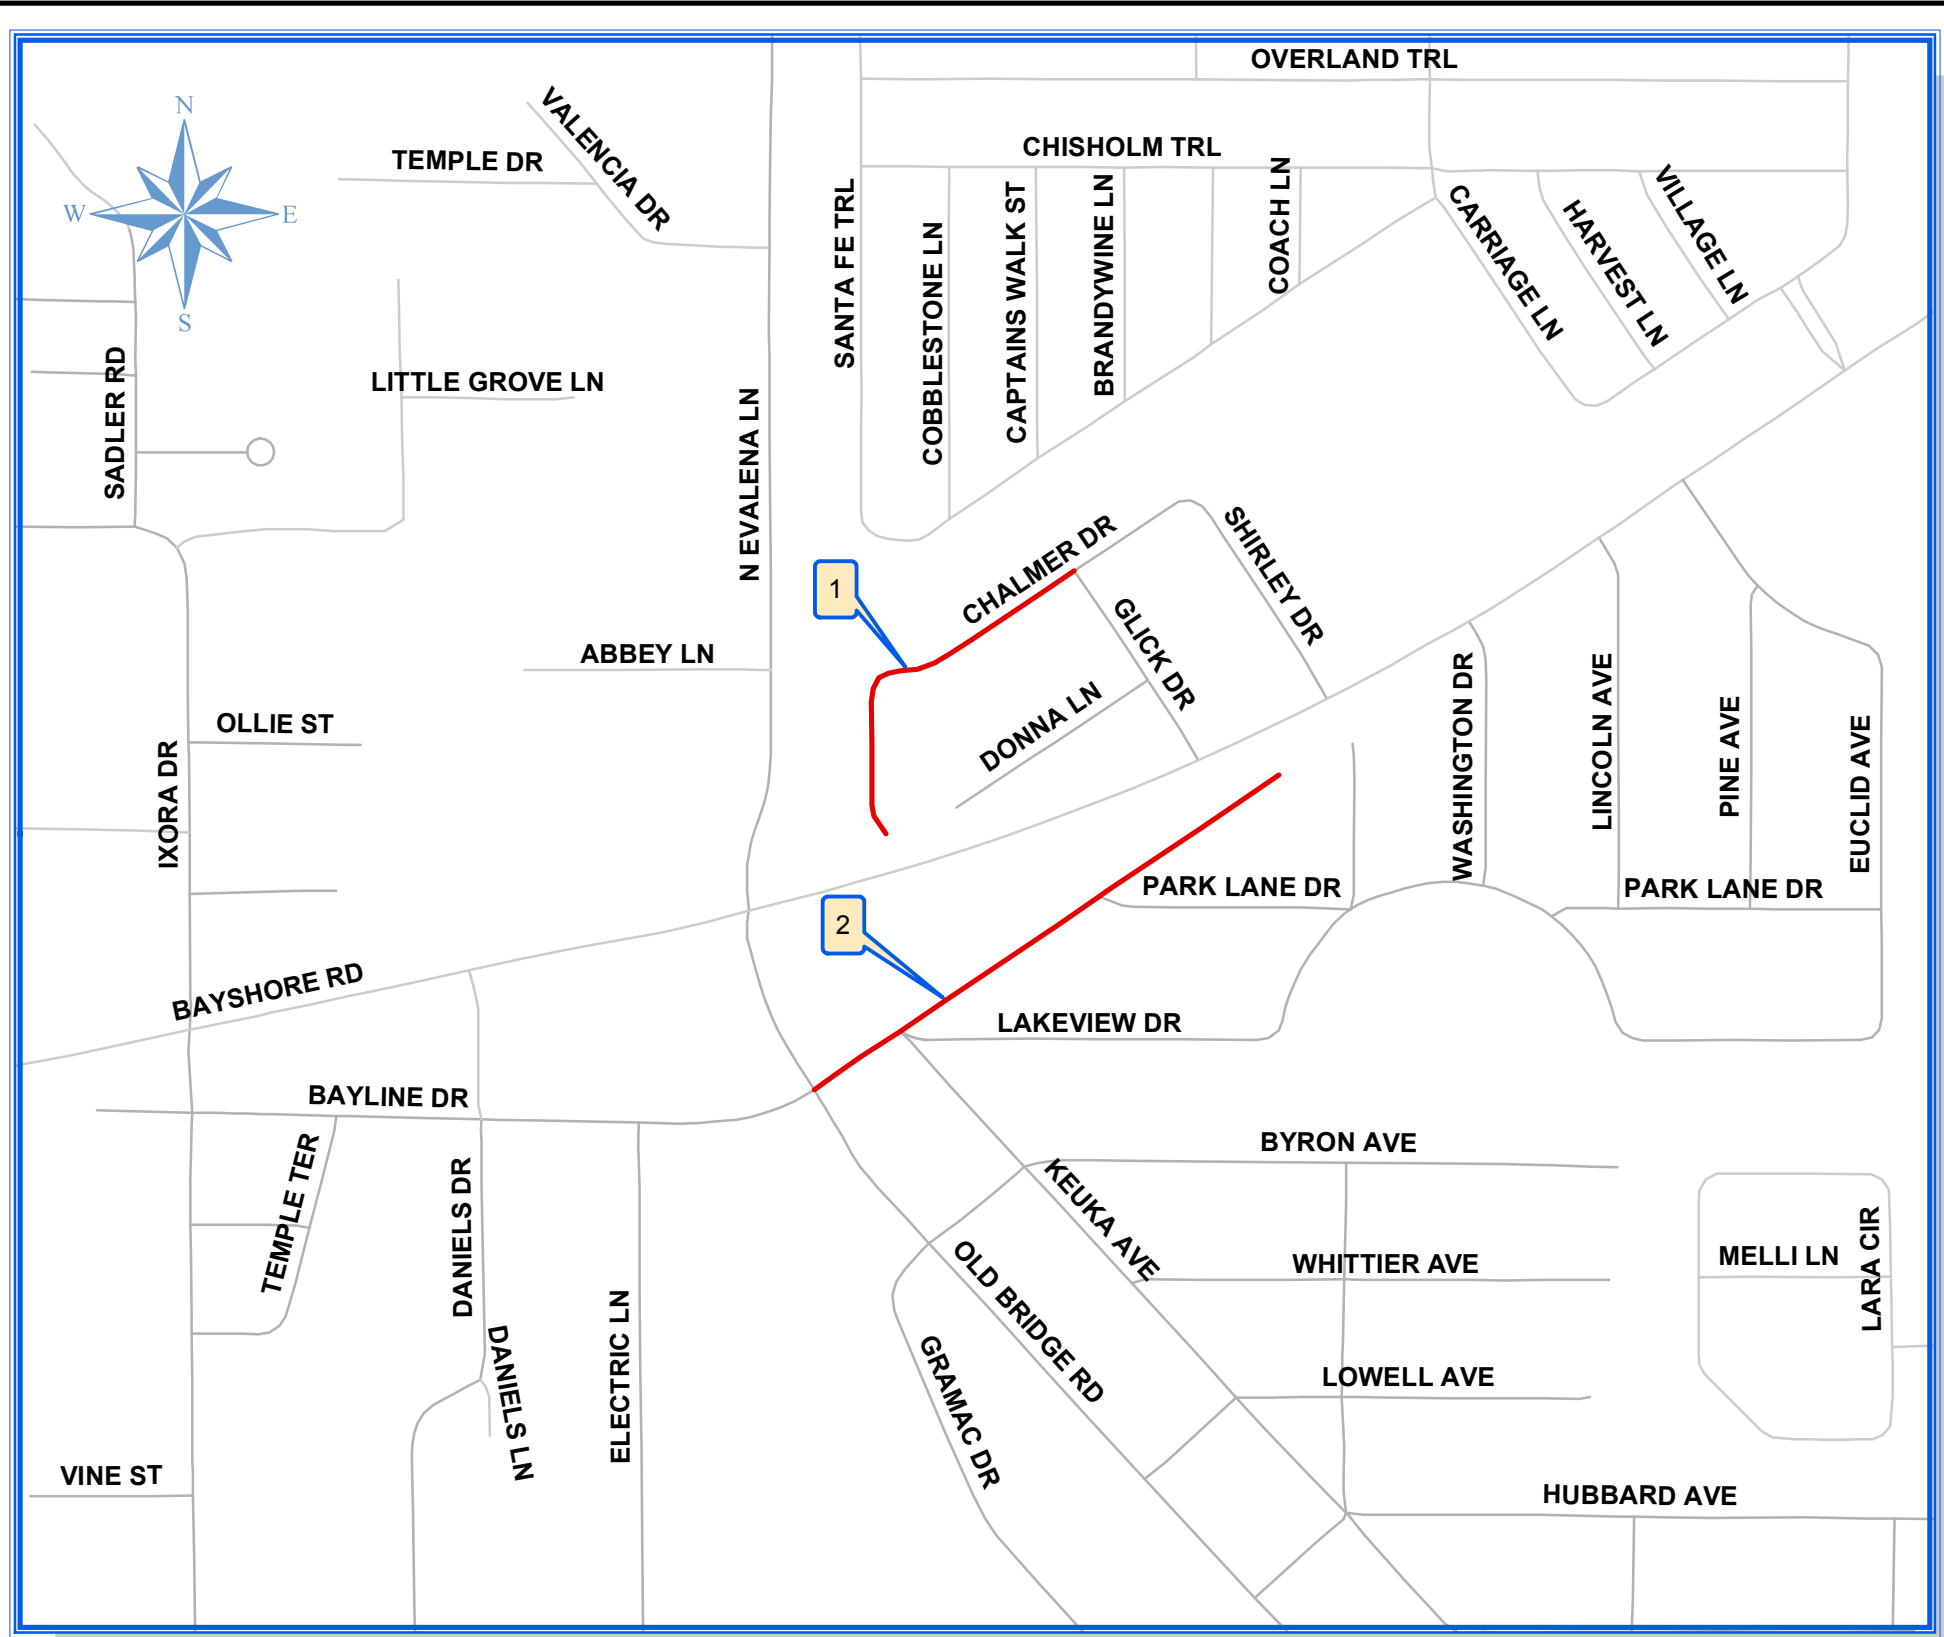 OVERLAND TRL
N
VALENCIA DR
CHISHOLM TRL
TEMPLE DR
COACH LN
VILLAGE LN
W
E
SANTA FE TRL
CAPTAINS WALK ST
BRANDYWINE LN
CARRIAGE LN
HARVEST LN
COBBLESTONE LN
S
SADLER RD
LITTLE GROVE LN
N EVALENA LN
CHALMER DR
SHIRLEY DR
1
GLICK DR
ABBEY LN
DONNA LN
WASHINGTON DR
LINCOLN AVE
PINE AVE
EUCLID AVE
OLLIE ST
IXORA DR
PARK LANE DR
PARK LANE DR
2
BAYSHORE RD
LAKEVIEW DR
BAYLINE DR
BYRON AVE
TEMPLE TER
DANIELS DR
KEUKA AVE
MELLI LN
LARA CIR
WHITTIER AVE
OLD BRIDGE RD
ELECTRIC LN
DANIELS LN
GRAMAC DR
LOWELL AVE
VINE ST
HUBBARD AVE